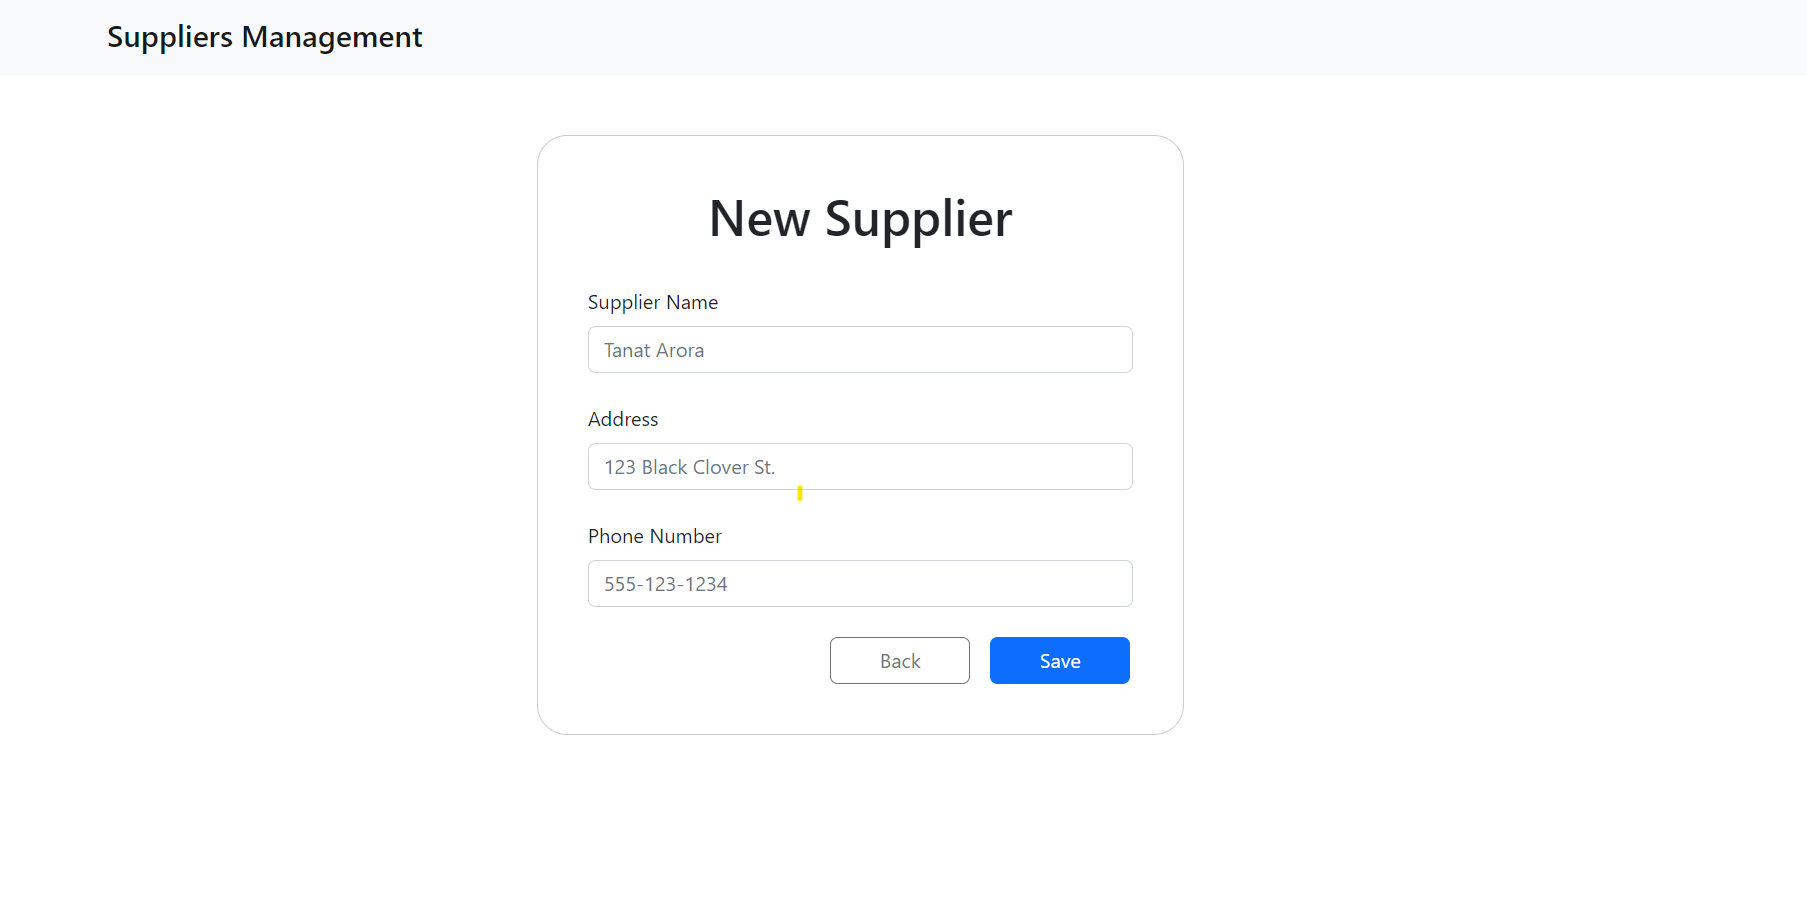 Suppliers Management
New Supplier
Supplier Name
Tanat Arora
Address
123 Black Clover St.
Phone Number
555-123-1234
Back Save